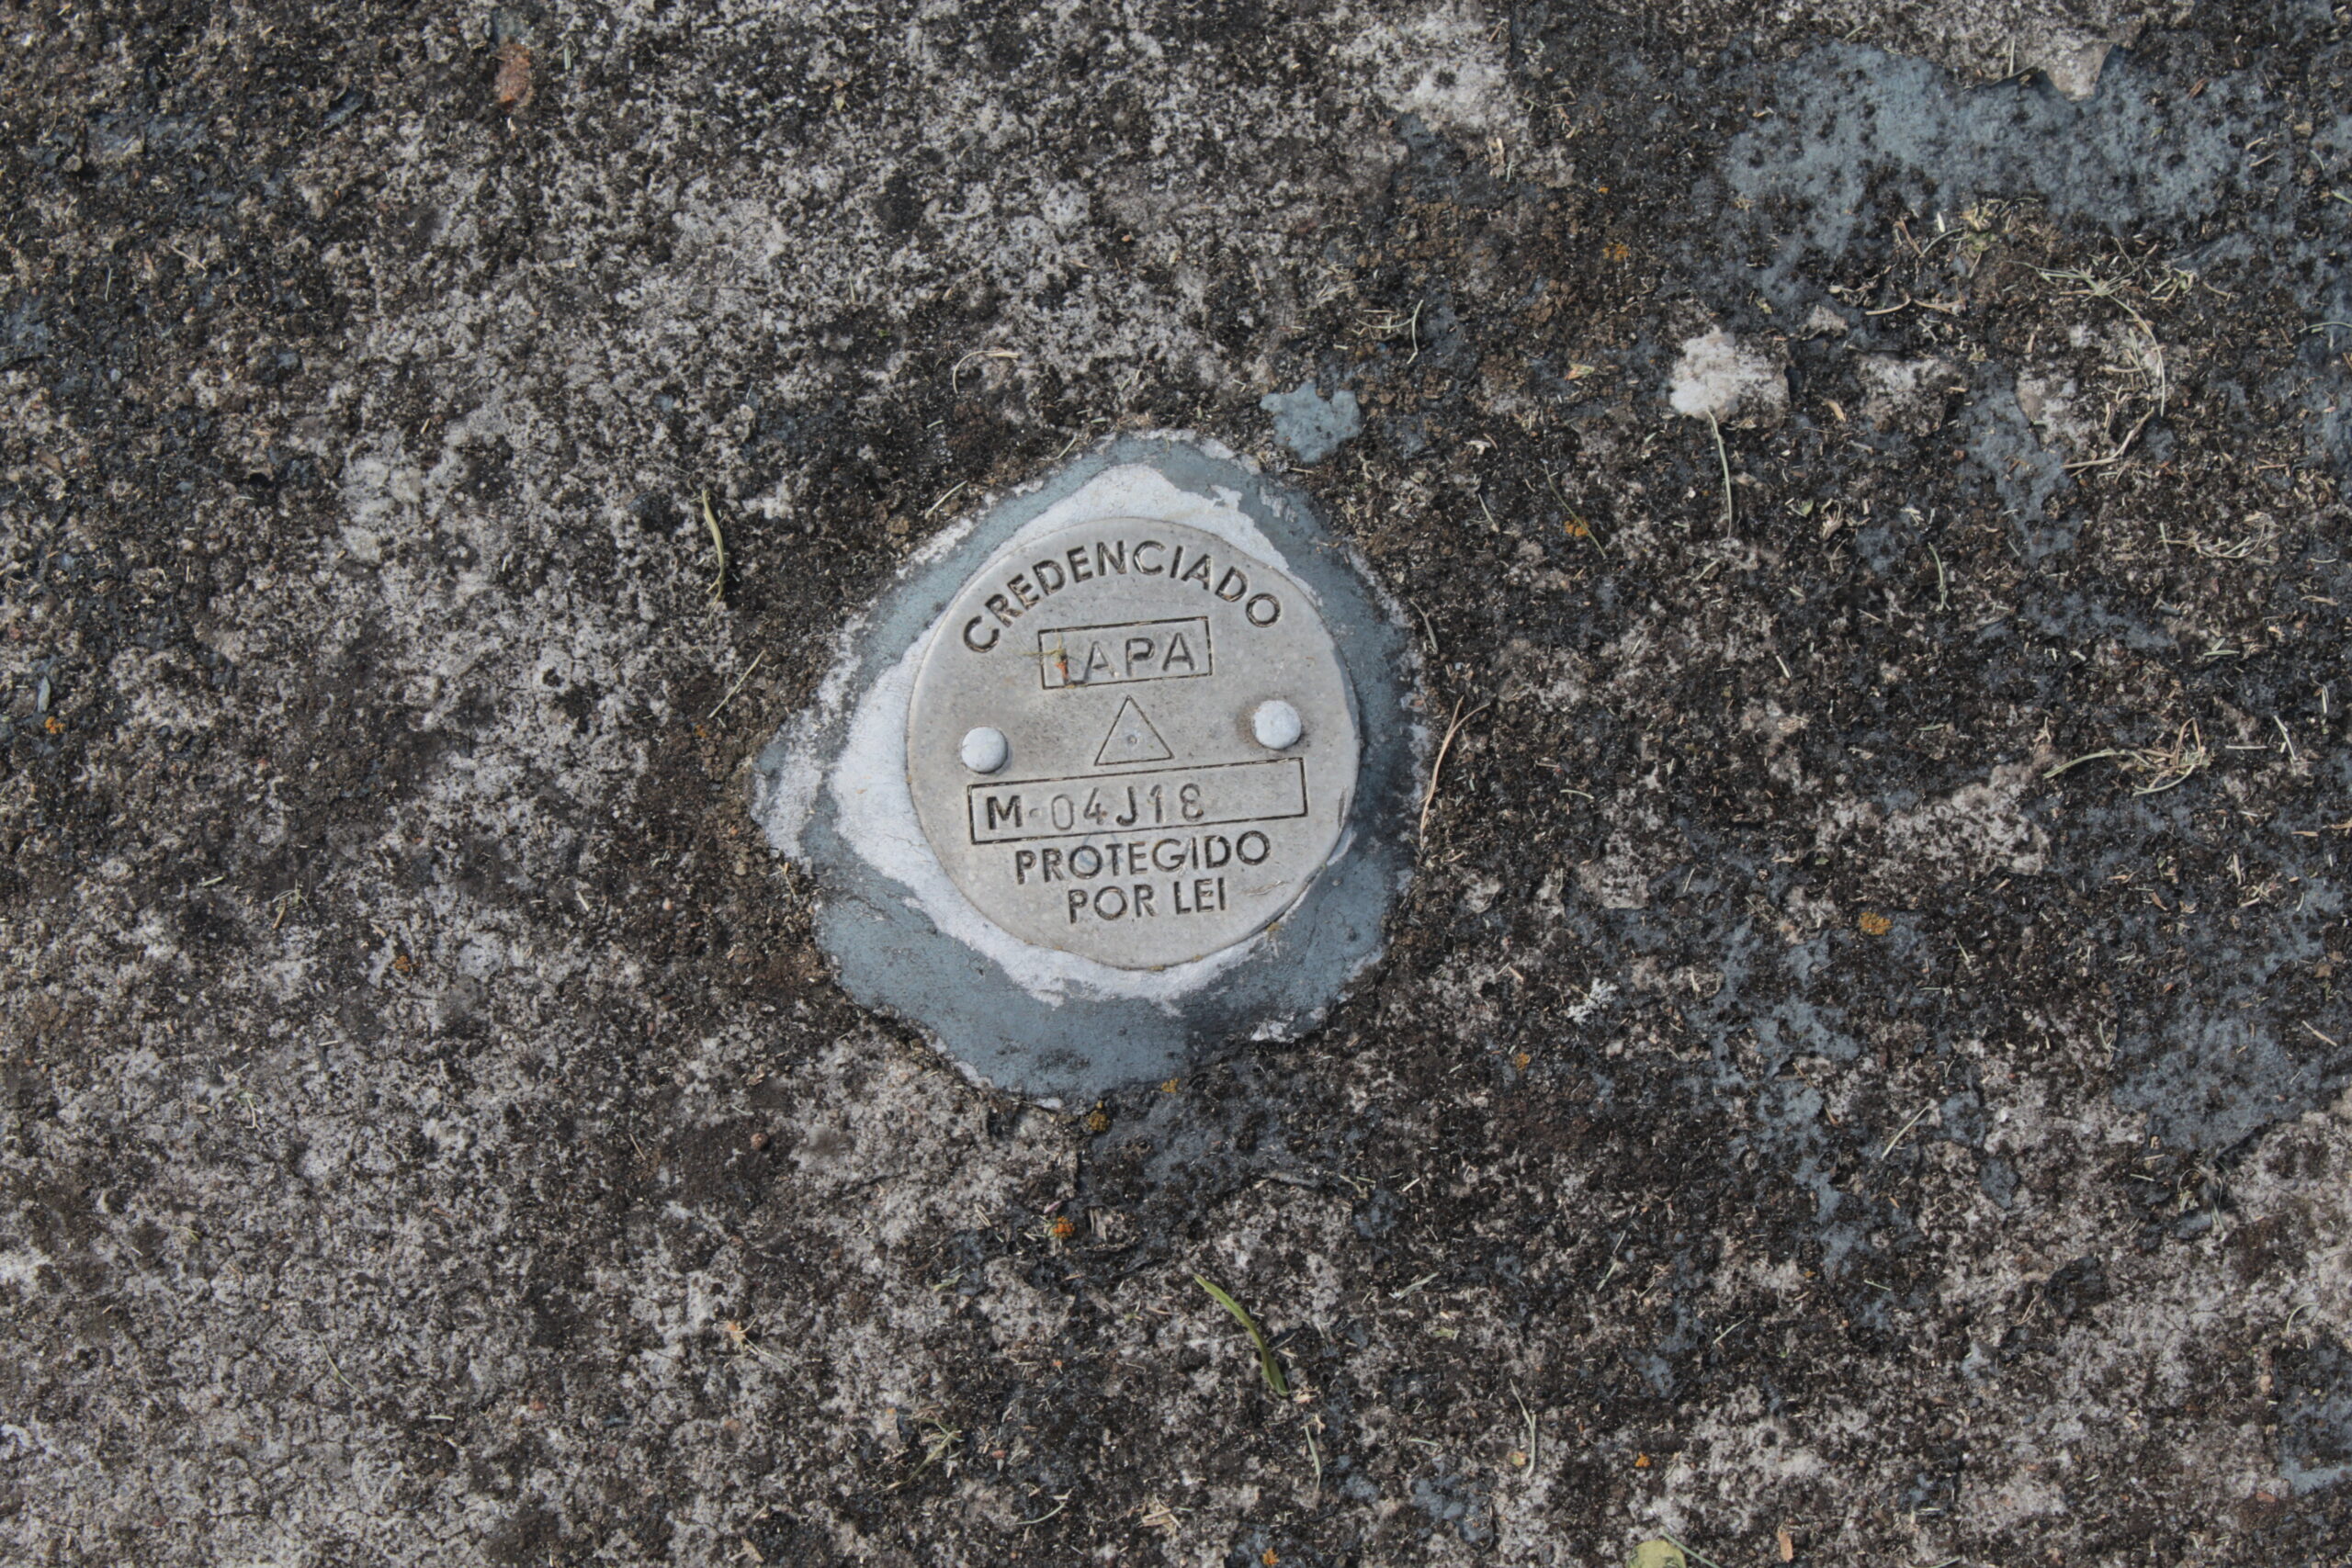 CREDENCIADO
IAPA
M-04J18
PROTEGIDO
POR LEI